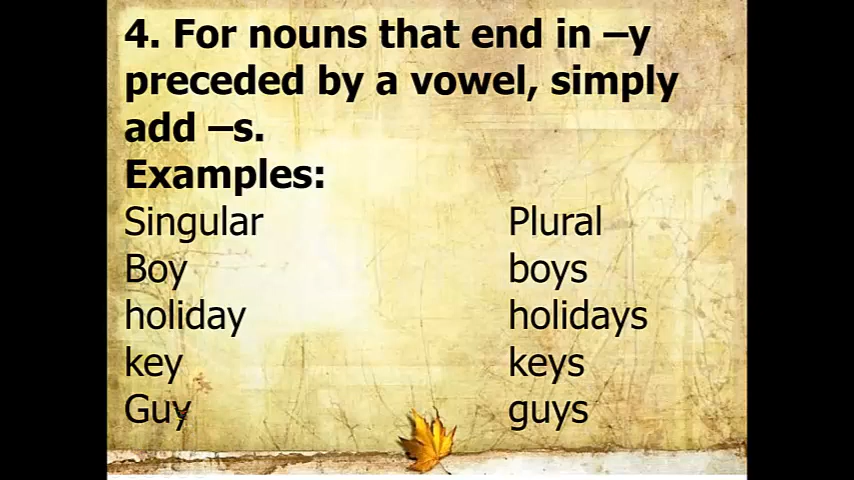 4. For nouns that end in –y
preceded by a vowel, simply
add –s.
Examples:
Singular Plural
Boy boys
holiday holidays
key keys
Guy guys